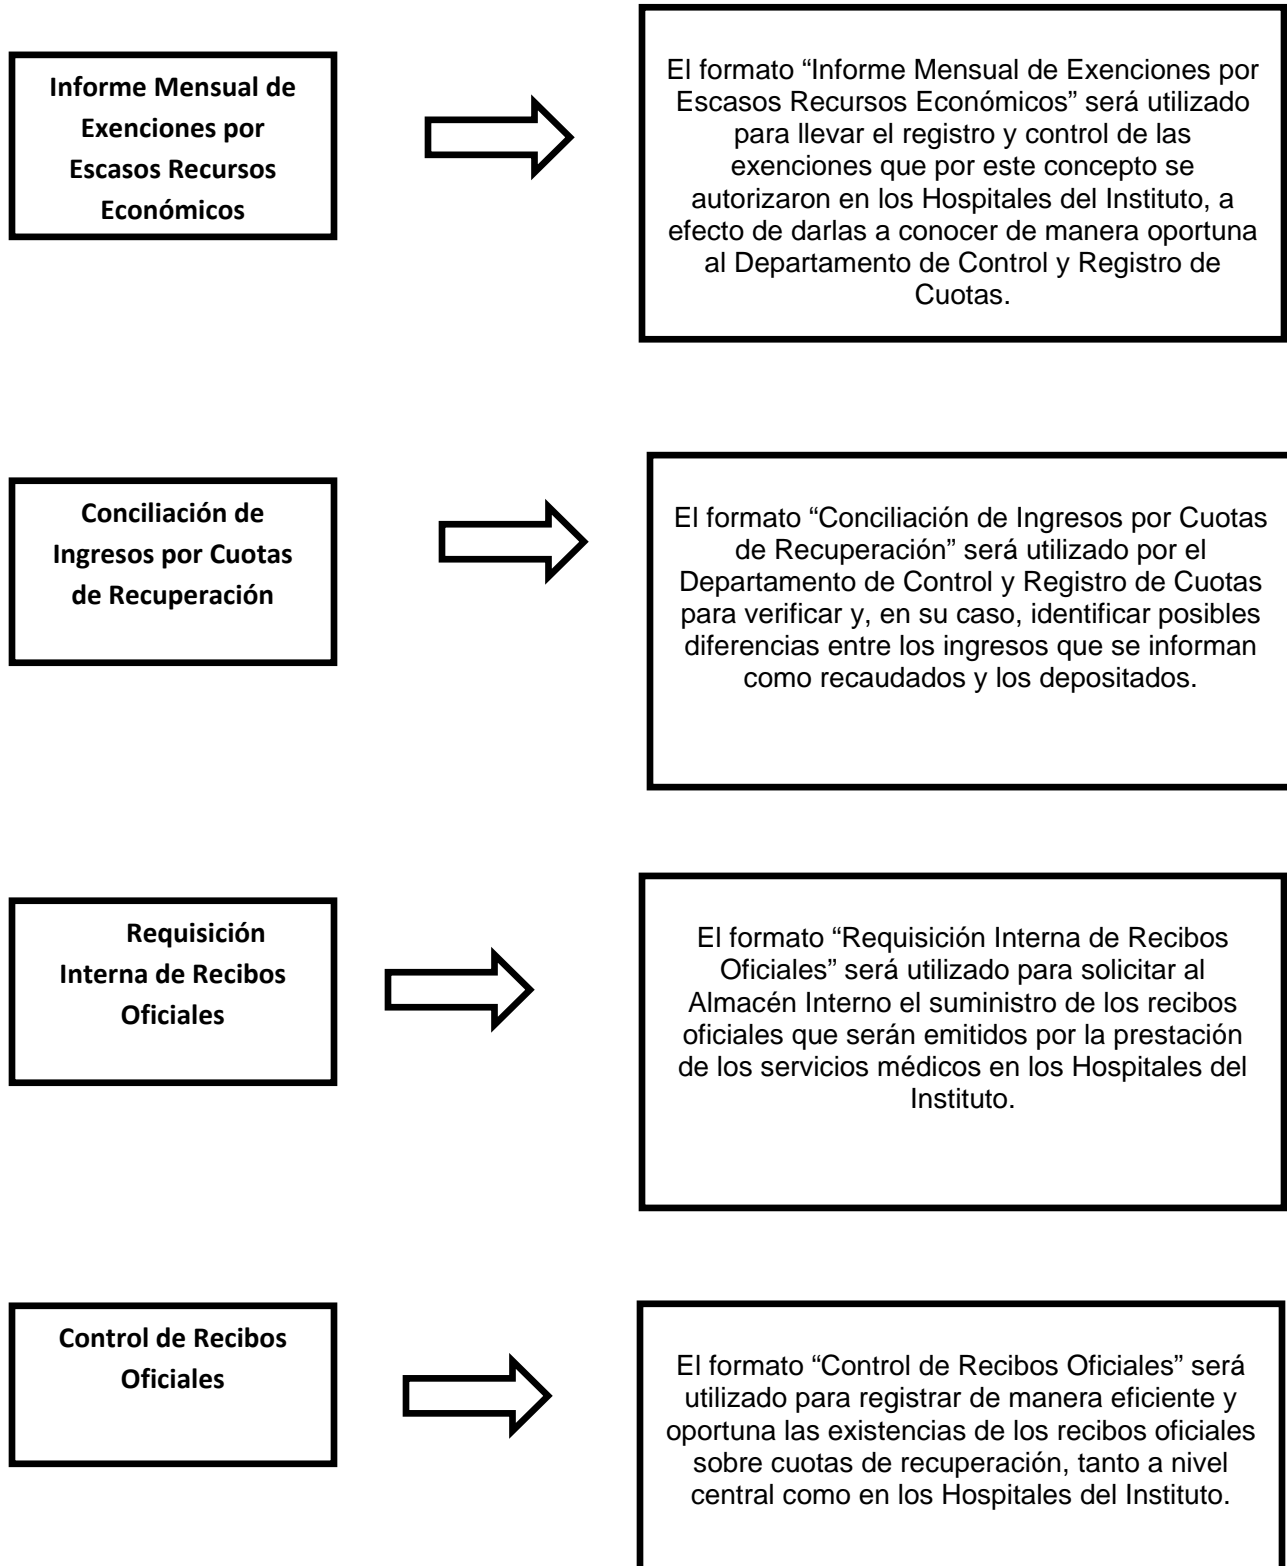 Informe Mensual de
Exenciones por
Escasos Recursos
Económicos
El formato “Informe Mensual de Exenciones por
Escasos Recursos Económicos” será utilizado
para llevar el registro y control de las
exenciones que por este concepto se
autorizaron en los Hospitales del Instituto, a
efecto de darlas a conocer de manera oportuna
al Departamento de Control y Registro de
Cuotas.
Conciliación de
Ingresos por Cuotas
de Recuperación
El formato “Conciliación de Ingresos por Cuotas
de Recuperación” será utilizado por el
Departamento de Control y Registro de Cuotas
para verificar y, en su caso, identificar posibles
diferencias entre los ingresos que se informan
como recaudados y los depositados.
Requisición
Interna de Recibos
Oficiales
El formato “Requisición Interna de Recibos
Oficiales” será utilizado para solicitar al
Almacén Interno el suministro de los recibos
oficiales que serán emitidos por la prestación
de los servicios médicos en los Hospitales del
Instituto.
Control de Recibos
Oficiales
El formato “Control de Recibos Oficiales” será
utilizado para registrar de manera eficiente y
oportuna las existencias de los recibos oficiales
sobre cuotas de recuperación, tanto a nivel
central como en los Hospitales del Instituto.